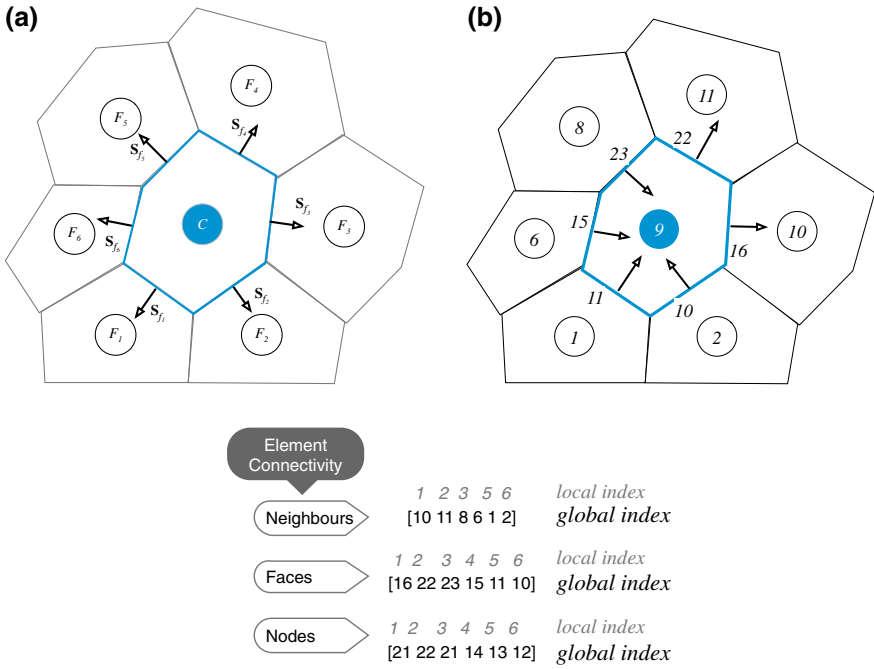 (a)
(b)
F4
F5
Sf4
Sf5
C
Sf3
F3
F6
Sf6
Sf2
Sf1
F1
F2
11
8
22
23
15
9
6
10
16
11
10
1
2
Element
Connectivity
1 2 3 5 6 local index
Neighbours [10 11 8 6 1 2] global index
1 2 3 4 5 6 local index
Faces [16 22 23 15 11 10] global index
1 2 3 4 5 6 local index
Nodes [21 22 21 14 13 12] global index